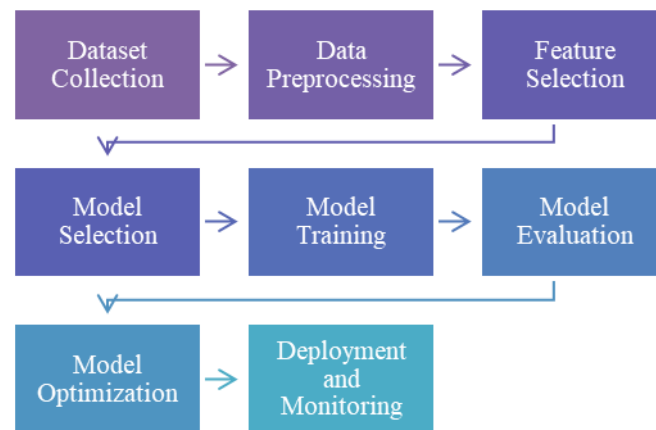 Dataset
Collection
Data
Preprocessing
Feature
Selection
Model
Selection
Model
Training
Model
Evaluation
Model
Optimization
Deployment
and
Monitoring